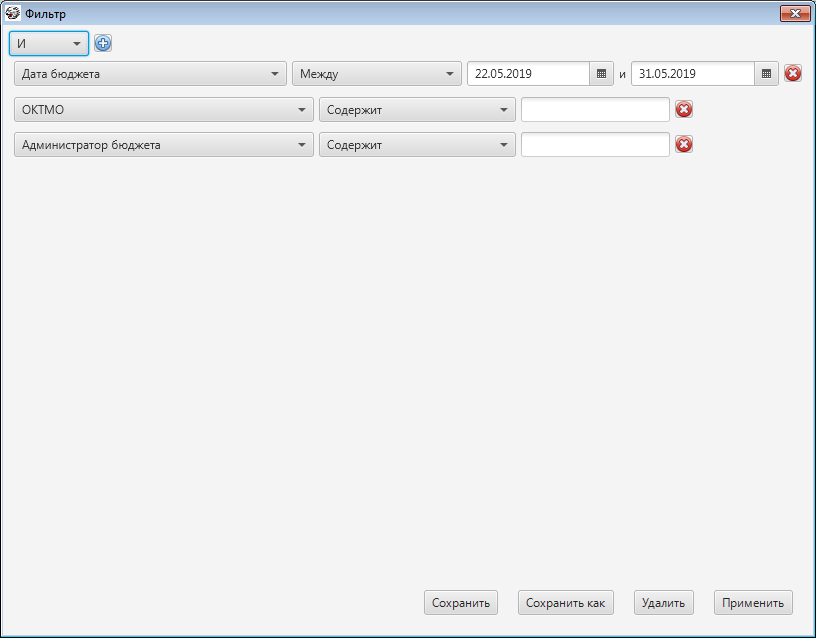 Фильтр
И
Дата бюджета Между 22.05.2019 и 31.05.2019
ОКТМО Содержит
Администратор бюджета Содержит
Сохранить Сохранить как Удалить Применить